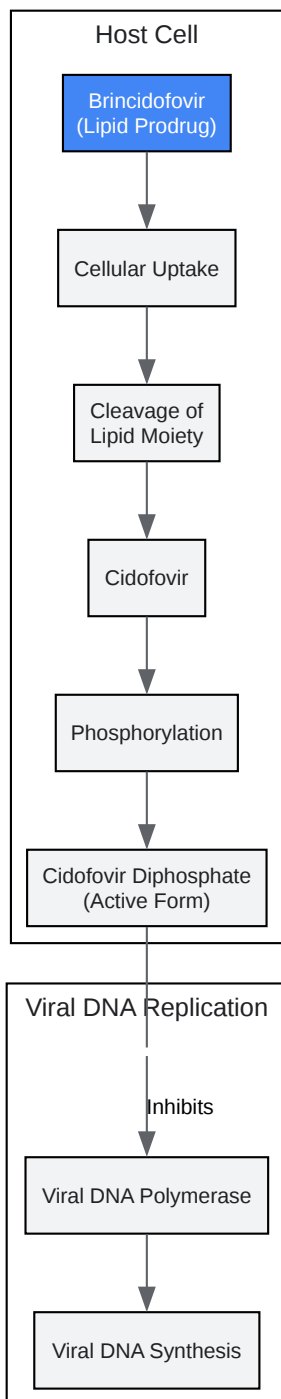 Host Cell
Brincidofovir
(Lipid Prodrug)
Cellular Uptake
Cleavage of
Lipid Moiety
Cidofovir
Phosphorylation
Cidofovir Diphosphate
(Active Form)
Viral DNA Replication
Inhibits
Viral DNA Polymerase
Viral DNA Synthesis